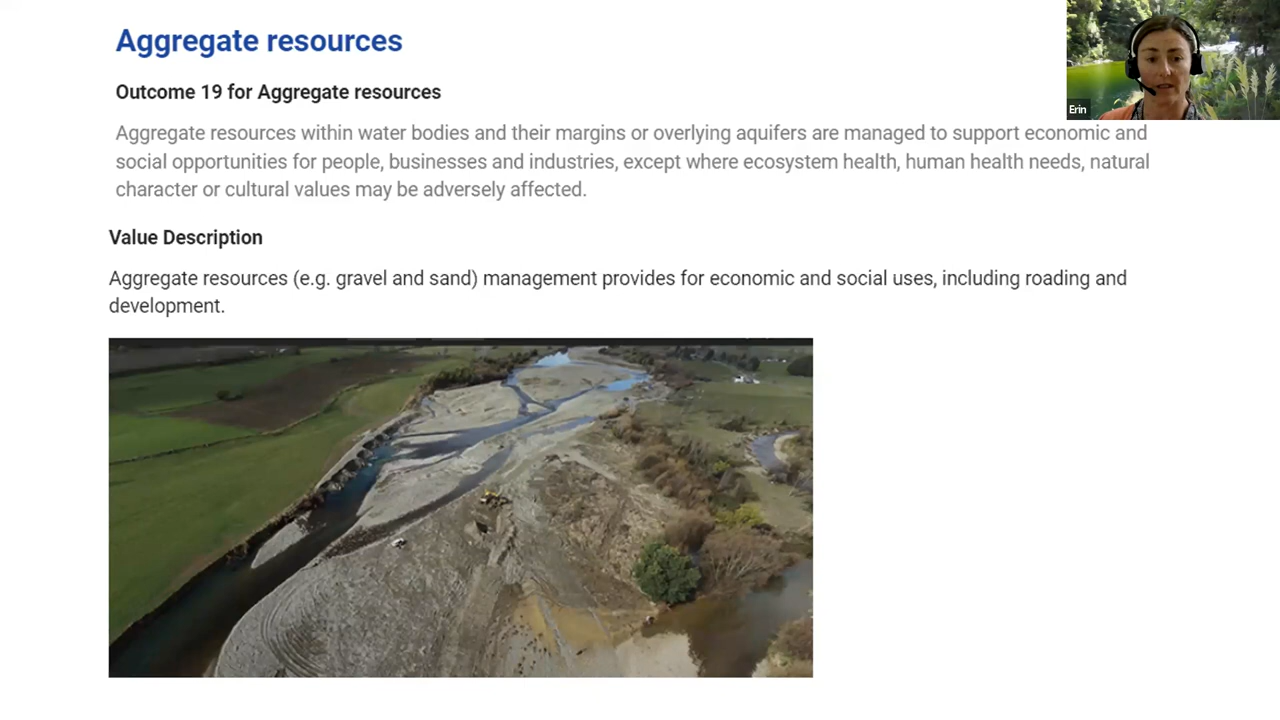 Aggregate resources
Erin
Outcome 19 for Aggregate resources
Aggregate resources within water bodies and their margins or overlying aquifers are managed to support economic and
social opportunities for people, businesses and industries, except where ecosystem health, human health needs, natural
character or cultural values may be adversely affected.
Value Description
Aggregate resources (e.g. gravel and sand) management provides for economic and social uses, including roading and
development.